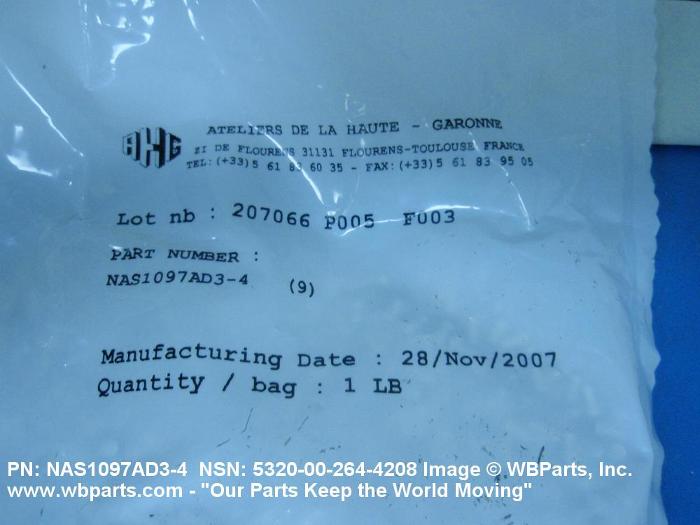 AHG
ATELIERS DE LA HAUTE - GARONNE
ZI DE FLOURENS 31131 FLOURENS-TOULOUSE FRANCE
TEL:(+33)5 61 83 60 35 - FAX:(+33)5 61 83 95 05
Lot nb : 207066 P005 F003
PART NUMBER :
NAS1097AD3-4 (9)
Manufacturing Date : 28/Nov/2007
Quantity / bag : 1 LB
PN: NAS1097AD3-4 NSN: 5320-00-264-4208 Image © WBParts, Inc.
www.wbparts.com - "Our Parts Keep the World Moving"